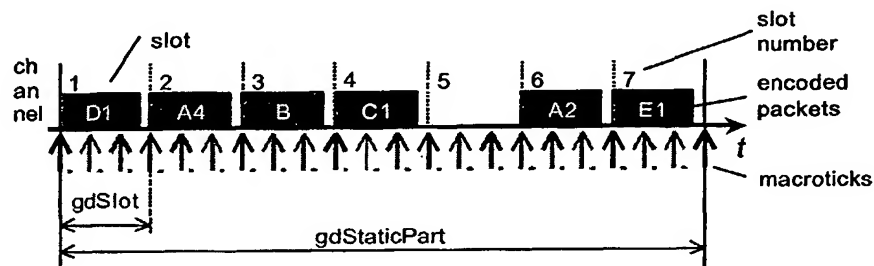 slot
slot number
ch an nel
1 2 3 4 5 6 7
D1 A4 B C1 A2 E1
encoded packets
t
macroticks
gdSlot
gdStaticPart